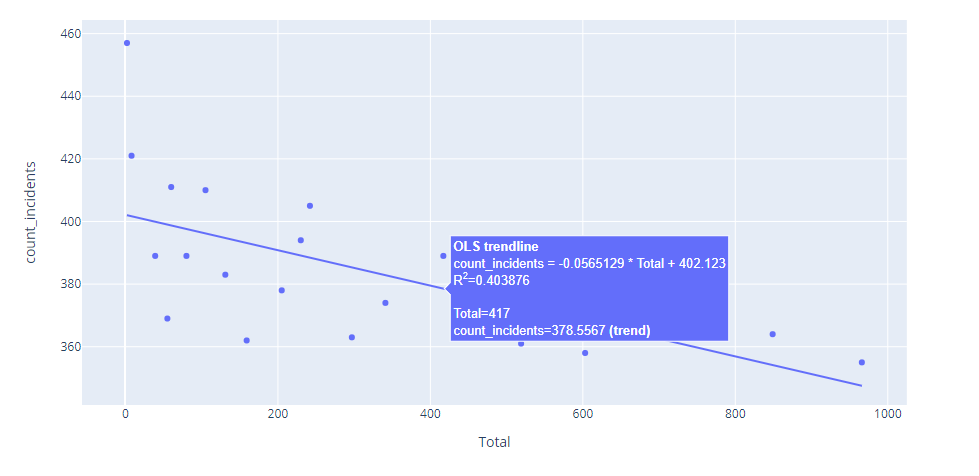 460
440
420
400
380
360
count_incidents
OLS trendline
count_incidents = -0.0565129 * Total + 402.123
R²=0.403876
Total=417
count_incidents=378.5567 (trend)
0
200
400
600
800
1000
Total